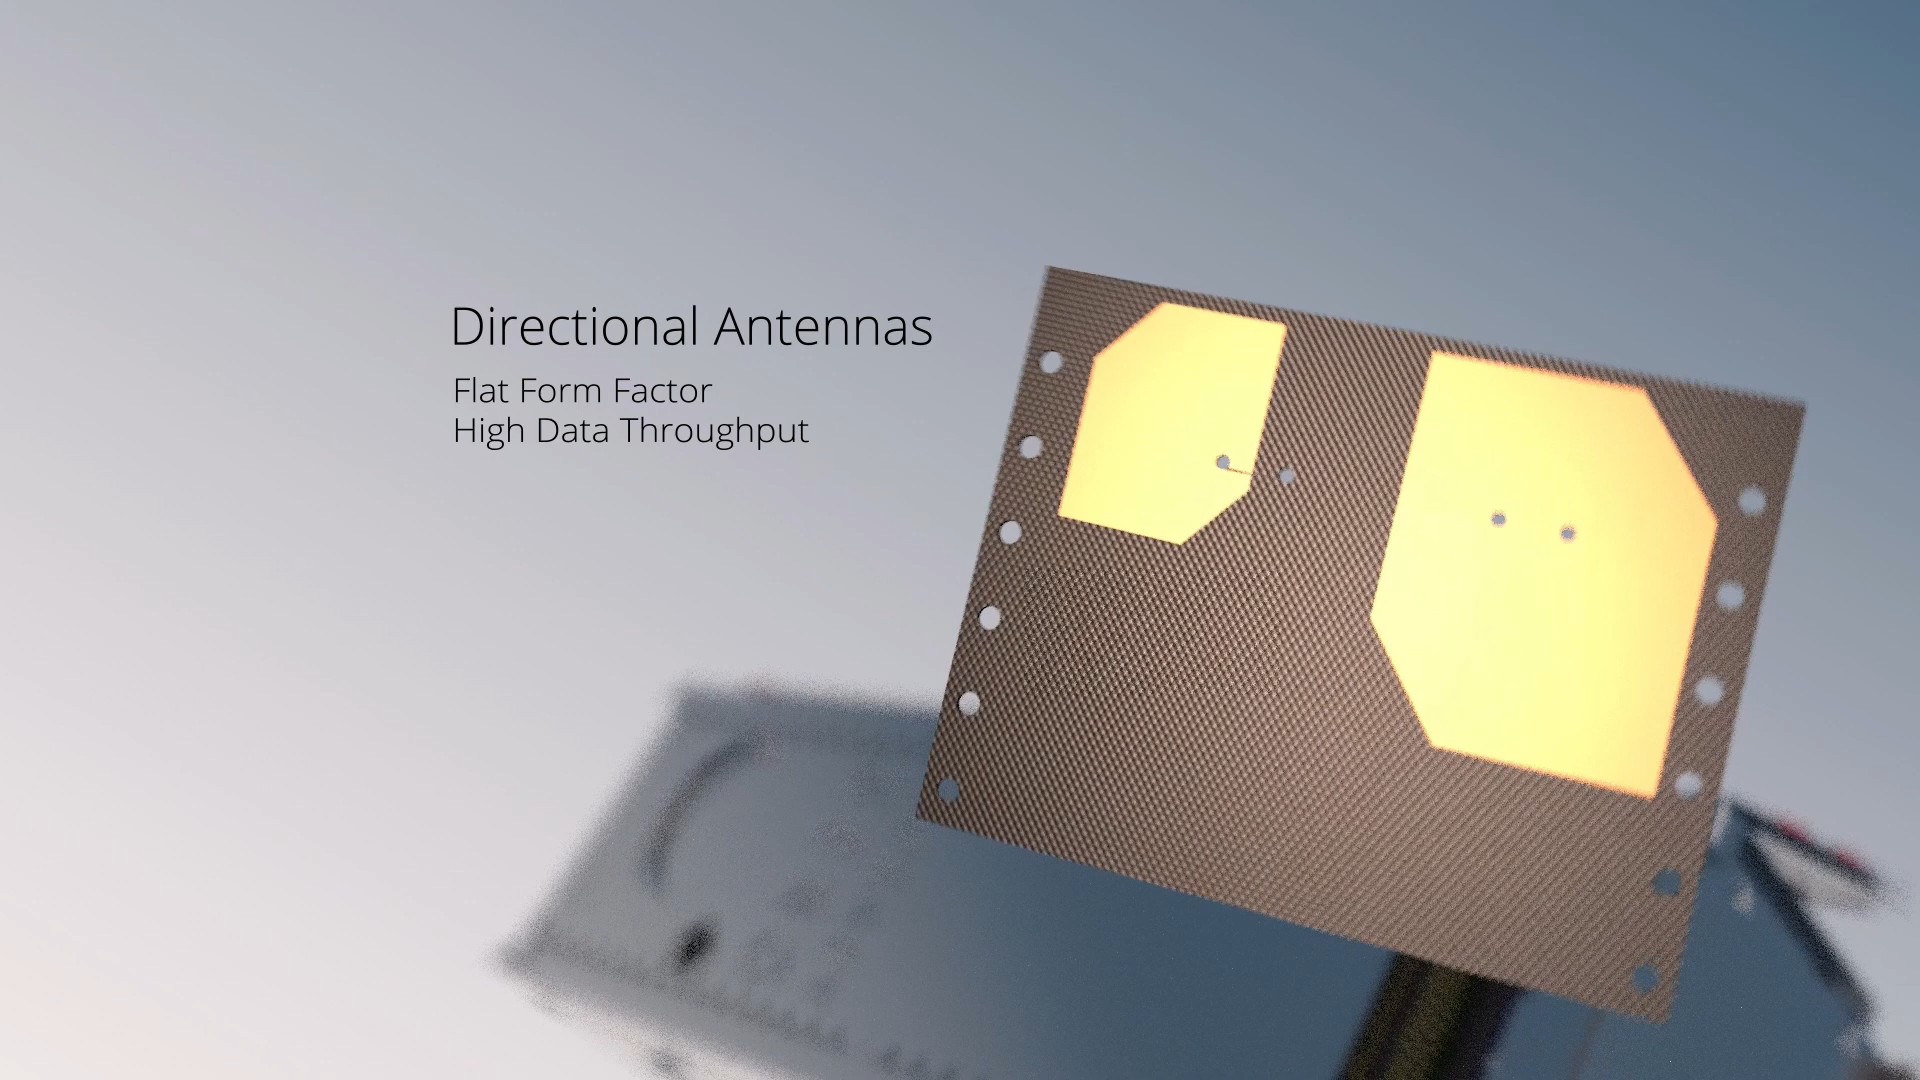 Directional Antennas
Flat Form Factor
High Data Throughput